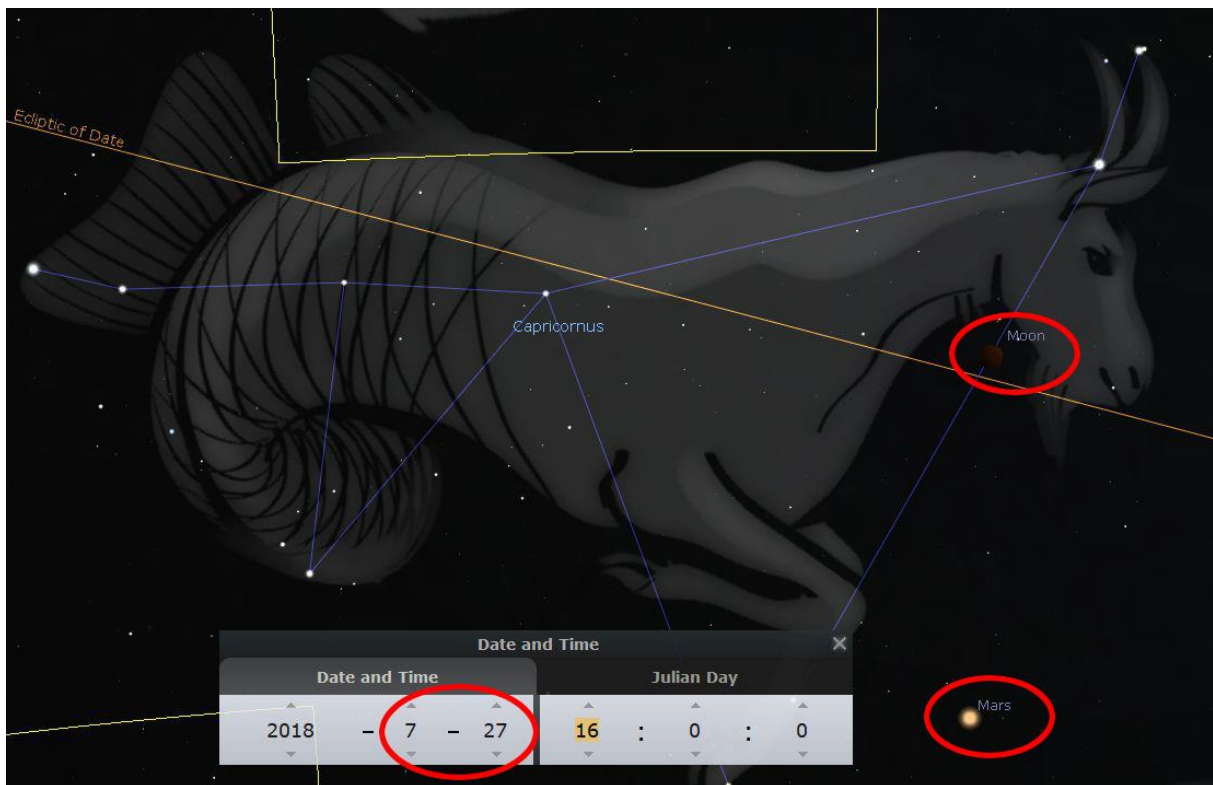 Ecliptic of Date
Capricornus
Moon
Mars
Date and Time
Date and Time
Julian Day
2018 - 7 - 27 16 : 0 : 0